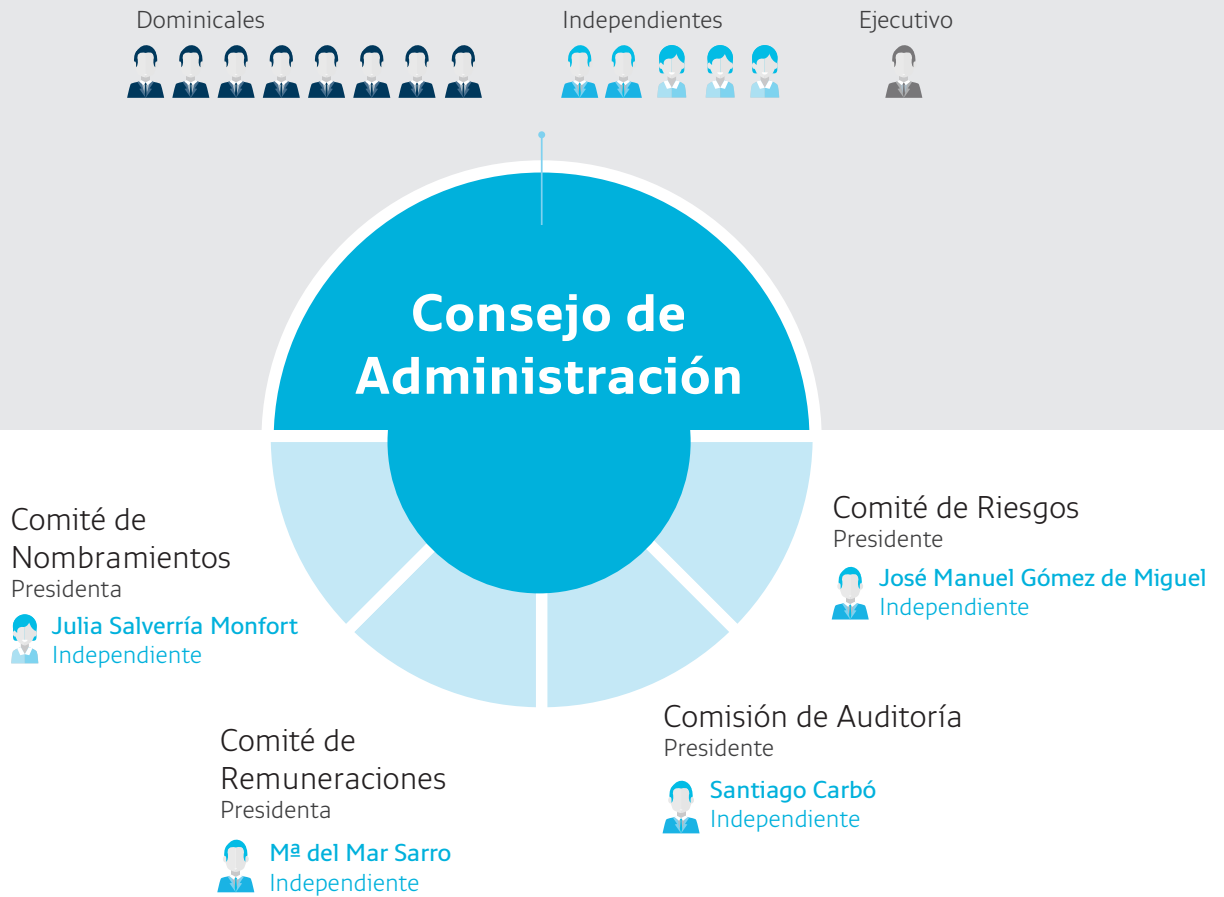 Dominicales
Independientes
Ejecutivo
Consejo de
Administración
Comité de
Nombramientos
Presidenta
Julia Salverría Monfort
Independiente
Comité de
Remuneraciones
Presidenta
Mª del Mar Sarro
Independiente
Comisión de Auditoría
Presidente
Santiago Carbó
Independiente
Comité de Riesgos
Presidente
José Manuel Gómez de Miguel
Independiente